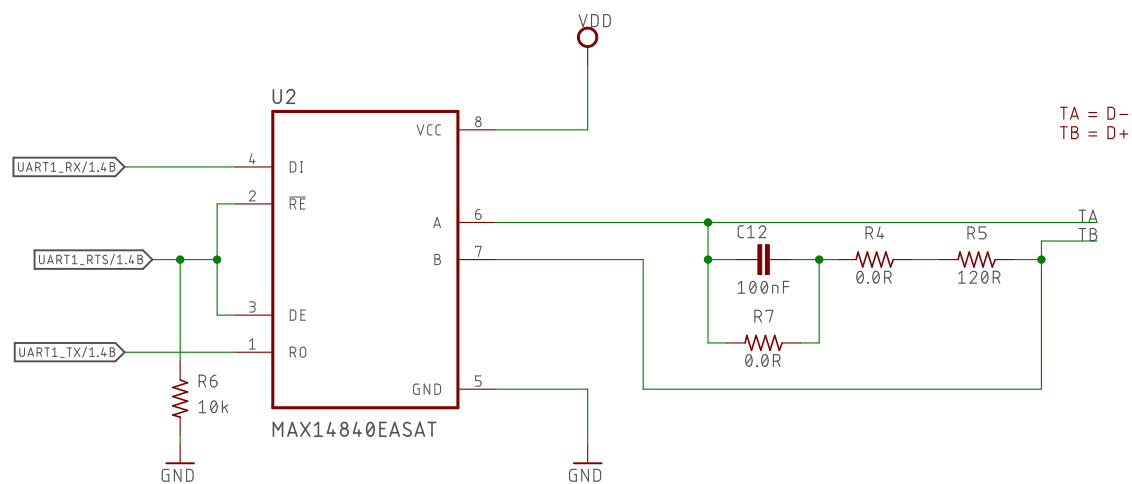 VDD
U2
VCC
8
TA = D-
TB = D+
UART1_RX/1.4B
4
DI
2
RE
A
6
TA
TB
C12
R4
R5
UART1_RTS/1.4B
B
7
100nF
0.0R
120R
3
DE
R7
UART1_TX/1.4B
1
RO
0.0R
R6
10k
GND
5
MAX14840EASAT
GND
GND